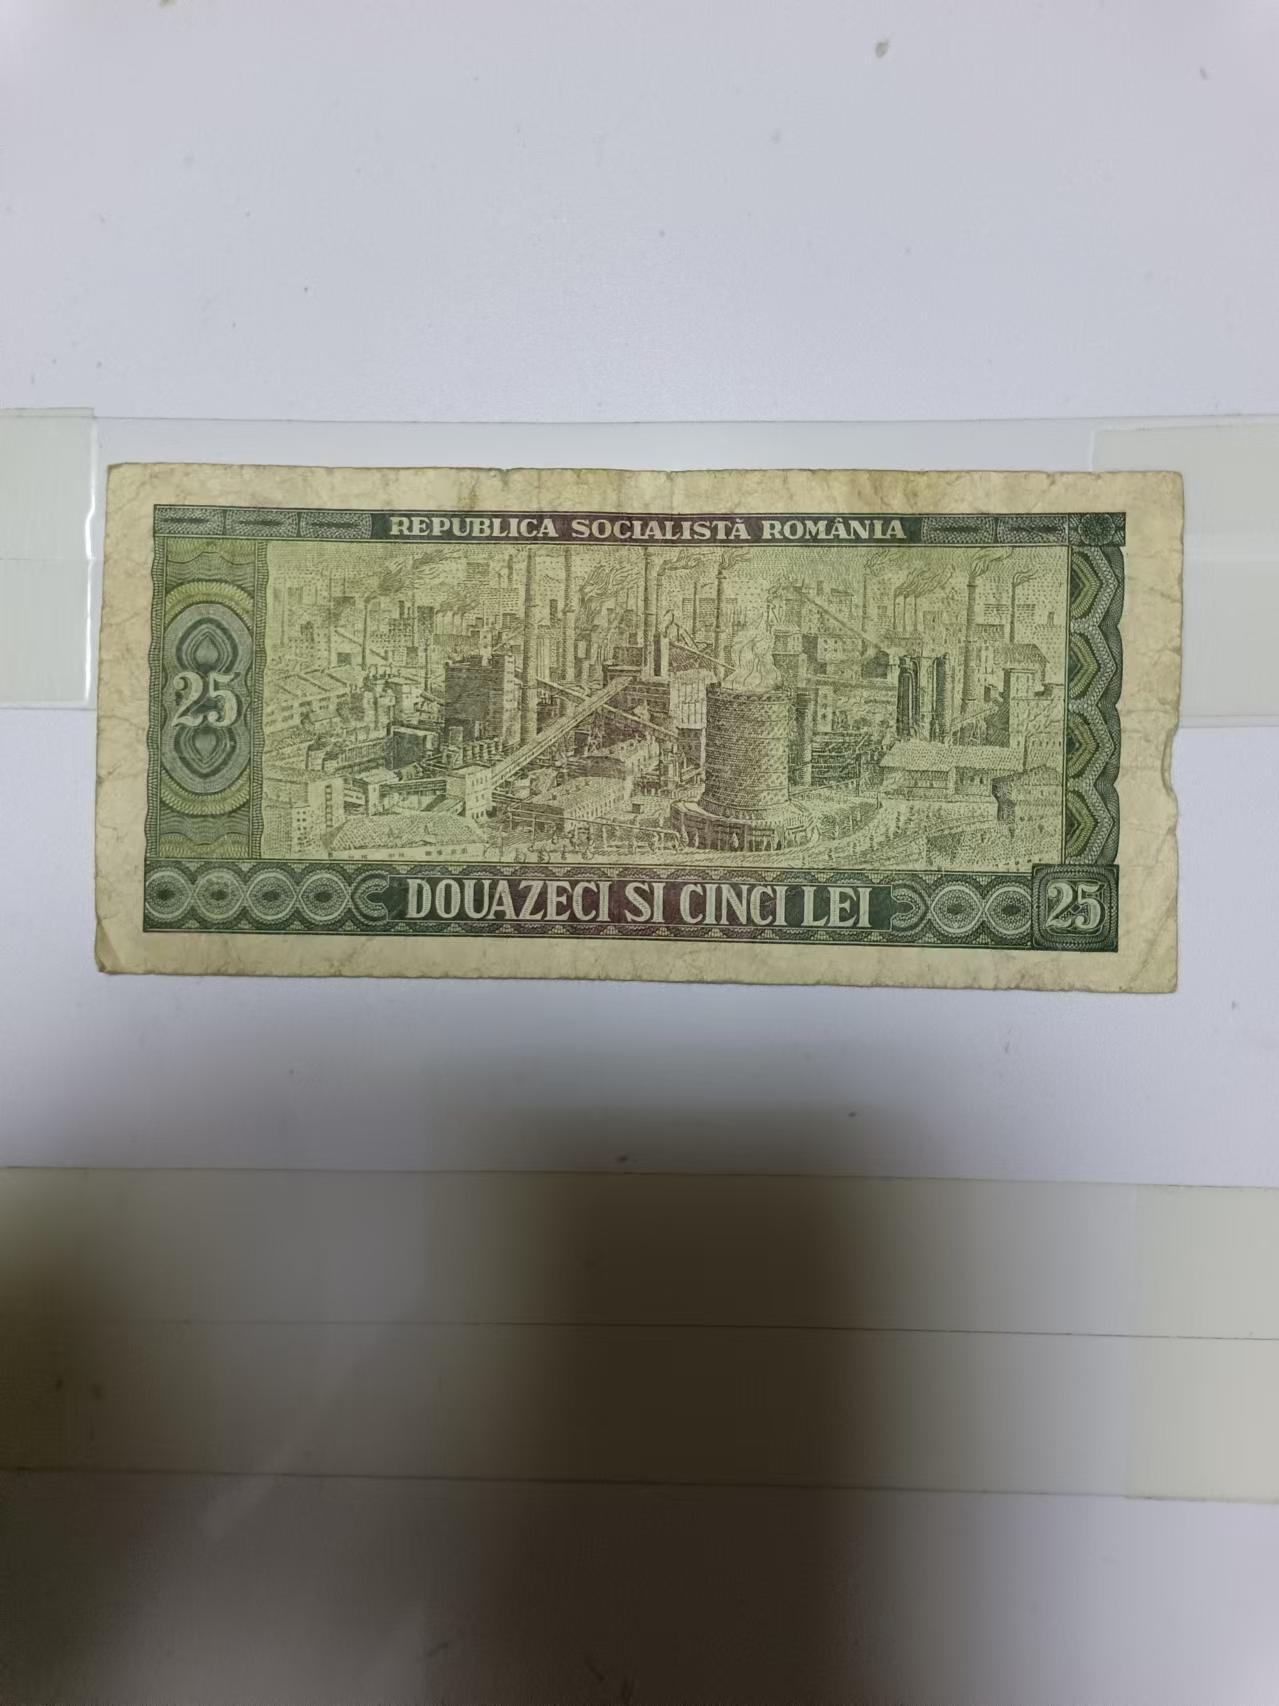 REPUBLICA SOCIALISTĂ ROMÂNIA
25
DOUAZECI SI CINCI LEI
25